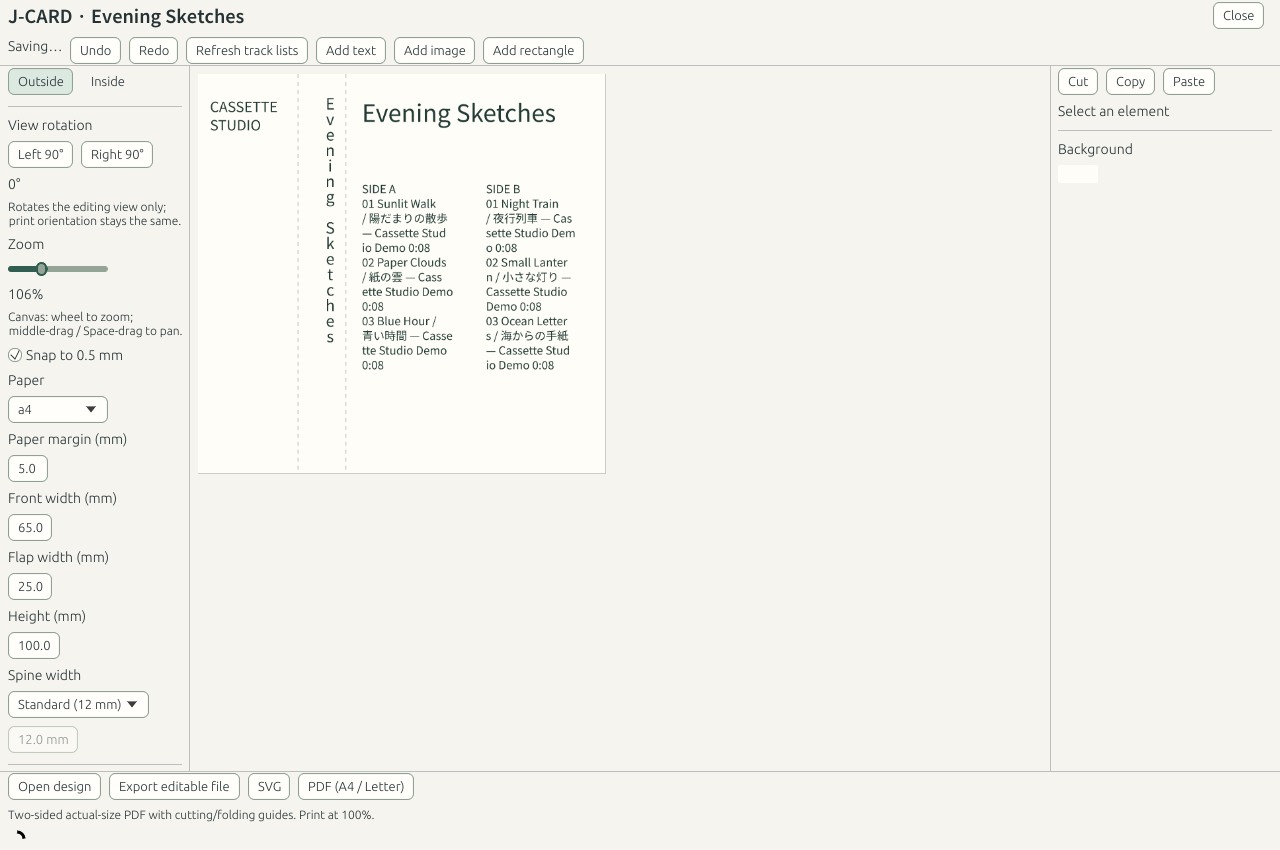 J-CARD · Evening Sketches
Close
Saving...
Undo
Redo
Refresh track lists
Add text
Add image
Add rectangle
Outside
Inside
View rotation
Left 90°
Right 90°
0°
Rotates the editing view only;
print orientation stays the same.
Zoom
106%
Canvas: wheel to zoom;
middle-drag / Space-drag to pan.
Snap to 0.5 mm
Paper
a4
Paper margin (mm)
5.0
Front width (mm)
65.0
Flap width (mm)
25.0
Height (mm)
100.0
Spine width
Standard (12 mm)
12.0 mm
CASSETTE
STUDIO
Evening Sketches
Evening Sketches
SIDE A
01 Sunlit Walk
/ 陽だまりの散歩
— Cassette Stud
io Demo 0:08
02 Paper Clouds
/ 紙の雲 — Cass
ette Studio Demo
0:08
03 Blue Hour /
青い時間 — Casse
tte Studio Demo
0:08
SIDE B
01 Night Train
/ 夜行列車 — Cas
sette Studio Dem
o 0:08
02 Small Lanter
n / 小さな灯り —
Cassette Studio
Demo 0:08
03 Ocean Letter
s / 海からの手紙
— Cassette Stud
io Demo 0:08
Cut
Copy
Paste
Select an element
Background
Open design
Export editable file
SVG
PDF (A4 / Letter)
Two-sided actual-size PDF with cutting/folding guides. Print at 100%.